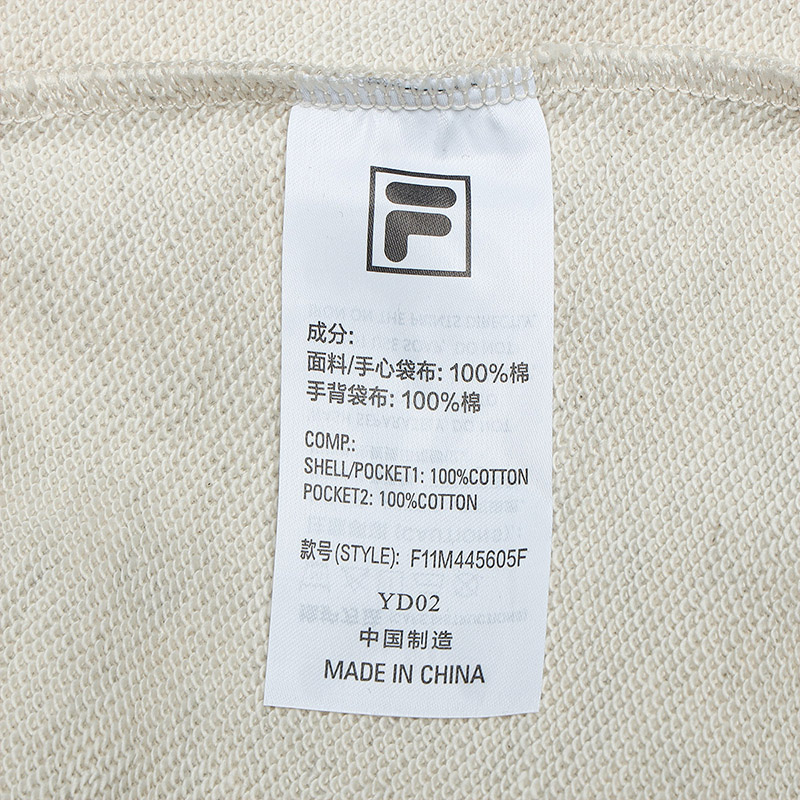 F
成分:
面料/手心袋布: 100%棉
手背袋布: 100%棉
COMP.:
SHELL/POCKET1: 100%COTTON
POCKET2: 100%COTTON
款号(STYLE): F11M445605F
YD02
中国制造
MADE IN CHINA